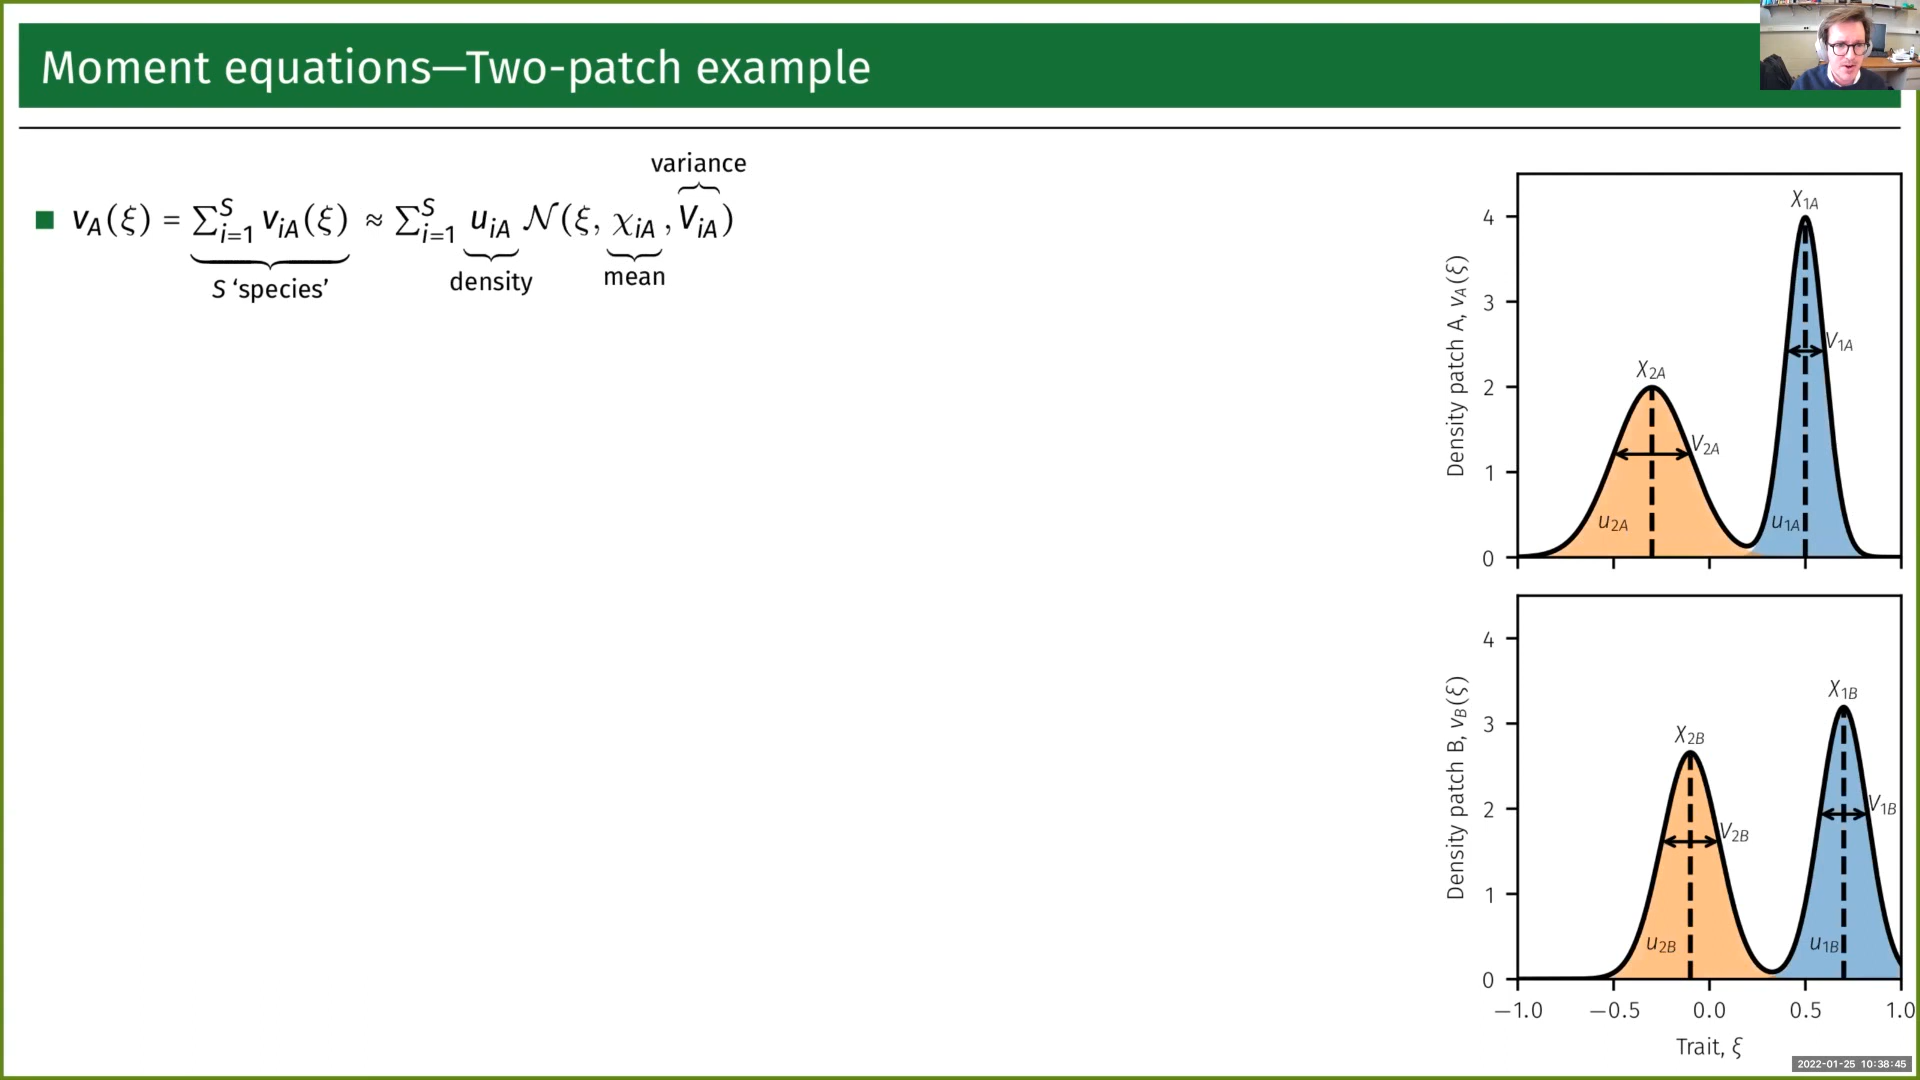 Moment equations—Two-patch example
variance
v_A(ξ) = ∑_{i=1}^S v_{iA}(ξ) ≈ ∑_{i=1}^S u_{iA} 𝒩(ξ, χ_{iA}, V_{iA})
S ‘species’
density
mean
Density patch A, v_A(ξ)
4
3
2
1
0
χ_{1A}
V_{1A}
χ_{2A}
V_{2A}
u_{2A}
u_{1A}
Density patch B, v_B(ξ)
4
3
2
1
0
χ_{1B}
χ_{2B}
V_{1B}
V_{2B}
u_{2B}
u_{1B}
−1.0 −0.5 0.0 0.5 1.0
Trait, ξ
2022-01-25 10:38:45